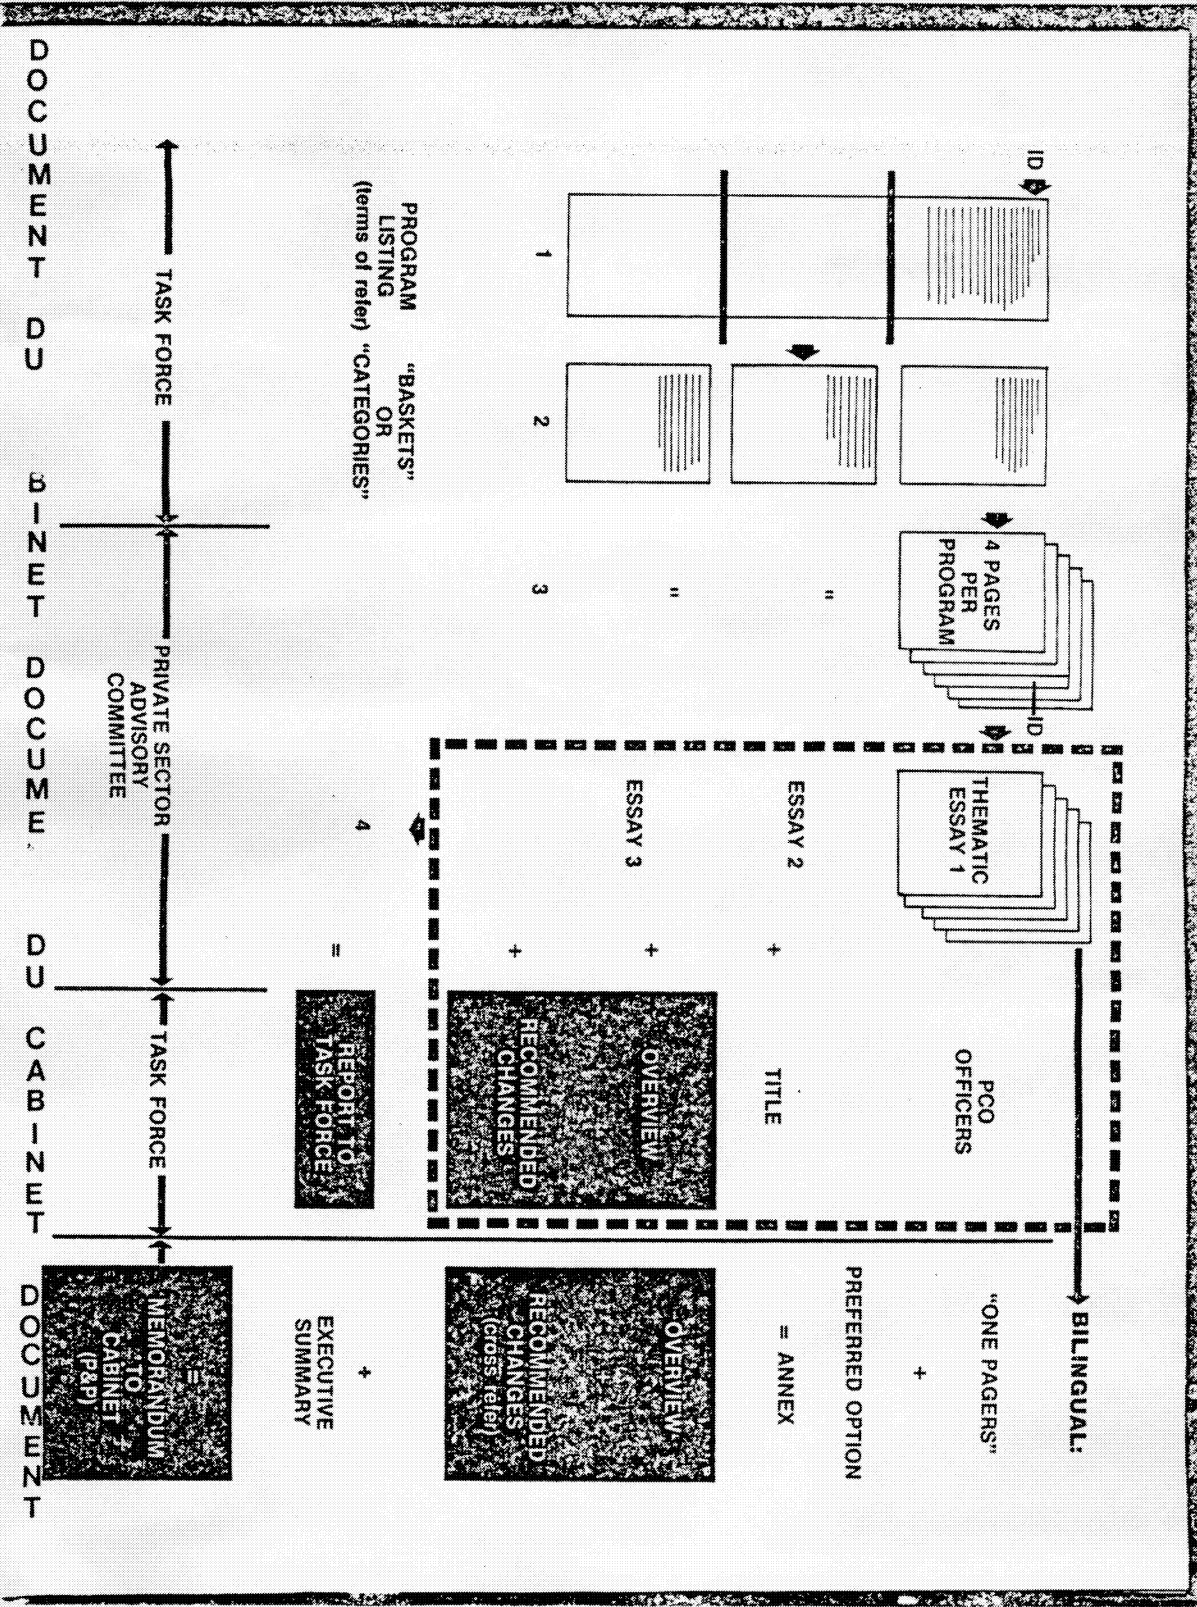 ID
1
PROGRAM
LISTING
(terms of refer)
2
"BASKETS"
OR
"CATEGORIES"
4 PAGES
PER
PROGRAM
ID
"
"
3
THEMATIC
ESSAY 1
ESSAY 2
ESSAY 3
4
PCO
OFFICERS
+
TITLE
+
OVERVIEW
+
RECOMMENDED
CHANGES
=
REPORT TO
TASK FORCE
BILINGUAL:
"ONE PAGERS"
+
PREFERRED OPTION
= ANNEX
OVERVIEW
RECOMMENDED
CHANGES
(cross refer)
+
EXECUTIVE
SUMMARY
=
MEMORANDUM
TO
CABINET
(P&P)
TASK FORCE
PRIVATE SECTOR
ADVISORY
COMMITTEE
TASK FORCE
DOCUMENT DU BINET DOCUME DU CABINET DOCUMENT